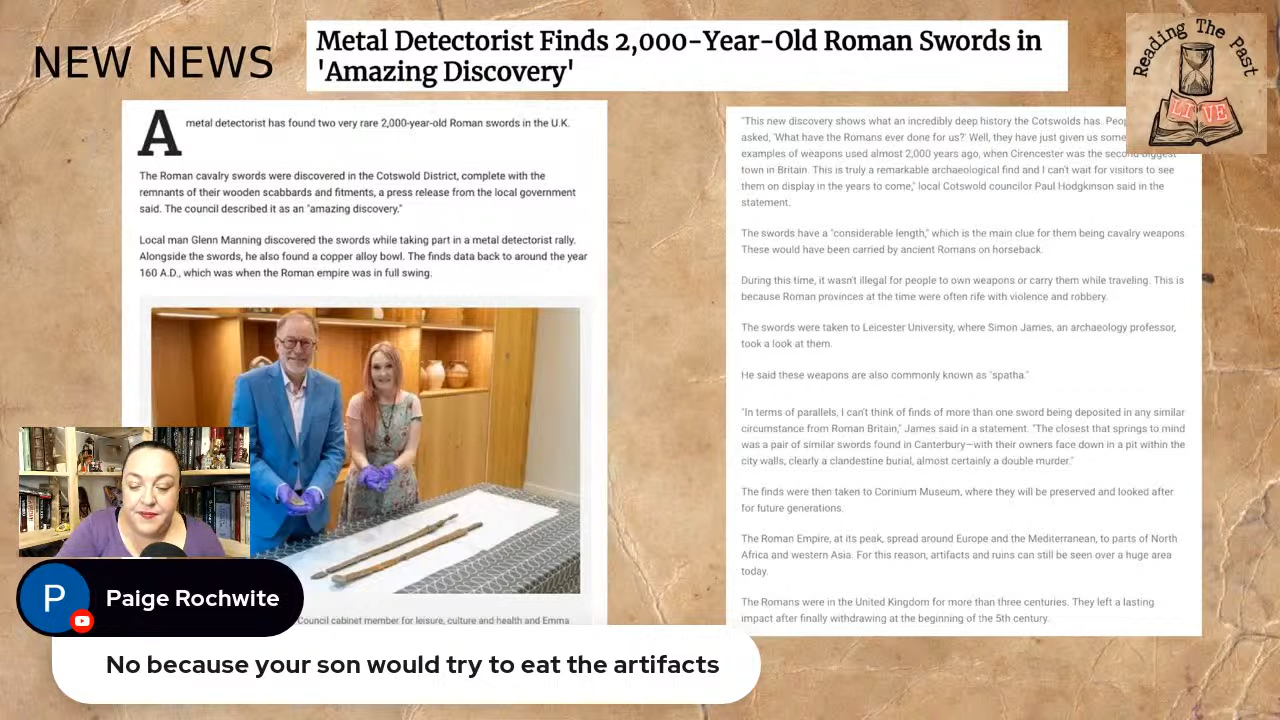 NEW NEWS
Metal Detectorist Finds 2,000-Year-Old Roman Swords in
'Amazing Discovery'
Reading The Past
LIVE
A metal detectorist has found two very rare 2,000-year-old Roman swords in the U.K.
The Roman cavalry swords were discovered in the Cotswold District, complete with the
remnants of their wooden scabbards and fitments, a press release from the local government
said. The council described it as an "amazing discovery."
Local man Glenn Manning discovered the swords while taking part in a metal detectorist rally.
Alongside the swords, he also found a copper alloy bowl. The finds data back to around the year
160 A.D., which was when the Roman empire was in full swing.
Council cabinet member for leisure, culture and health and Emma
"This new discovery shows what an incredibly deep history the Cotswolds has.
asked, 'What have the Romans ever done for us?' Well, they have just given us some
examples of weapons used almost 2,000 years ago, when Cirencester was the second biggest
town in Britain. This is truly a remarkable archaeological find and I can't wait for visitors to see
them on display in the years to come," local Cotswold councilor Paul Hodgkinson said in the
statement.
The swords have a "considerable length," which is the main clue for them being cavalry weapons
These would have been carried by ancient Romans on horseback.
During this time, it wasn't illegal for people to own weapons or carry them while traveling. This is
because Roman provinces at the time were often rife with violence and robbery.
The swords were taken to Leicester University, where Simon James, an archaeology professor,
took a look at them.
He said these weapons are also commonly known as "spatha."
"In terms of parallels, I can't think of finds of more than one sword being deposited in any similar
circumstance from Roman Britain," James said in a statement. "The closest that springs to mind
was a pair of similar swords found in Canterbury—with their owners face down in a pit within the
city walls, clearly a clandestine burial, almost certainly a double murder."
The finds were then taken to Corinium Museum, where they will be preserved and looked after
for future generations.
The Roman Empire, at its peak, spread around Europe and the Mediterranean, to parts of North
Africa and western Asia. For this reason, artifacts and ruins can still be seen over a huge area
today.
The Romans were in the United Kingdom for more than three centuries. They left a lasting
impact after finally withdrawing at the beginning of the 5th century.
P
Paige Rochwite
No because your son would try to eat the artifacts